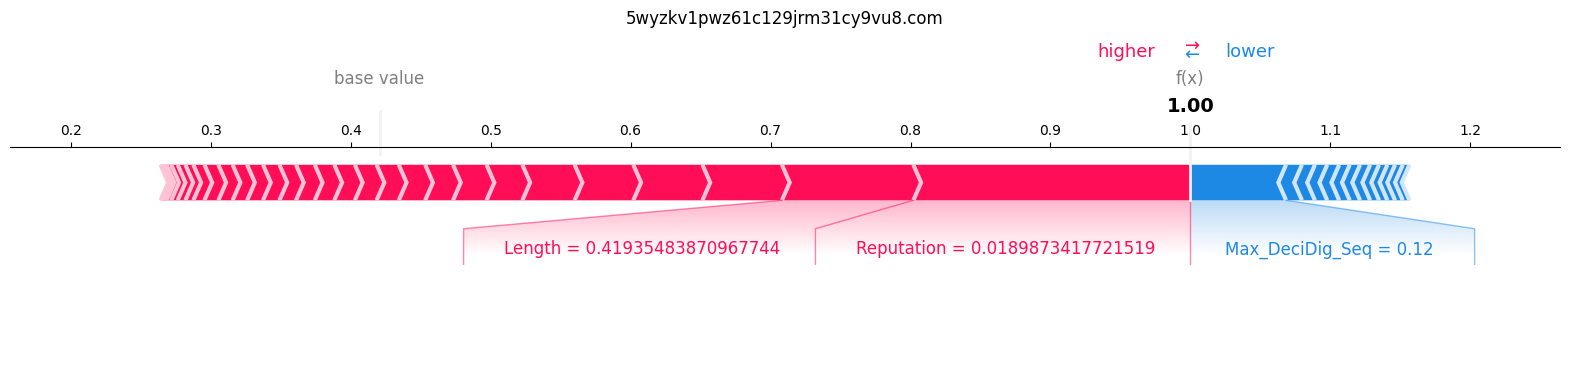 5wyzkv1pwz61c129jrm31cy9vu8.com
higher ⇄ lower
base value f(x)
1.00
0.2 0.3 0.4 0.5 0.6 0.7 0.8 0.9 1.0 1.1 1.2
Length = 0.41935483870967744 Reputation = 0.0189873417721519 Max_DeciDig_Seq = 0.12